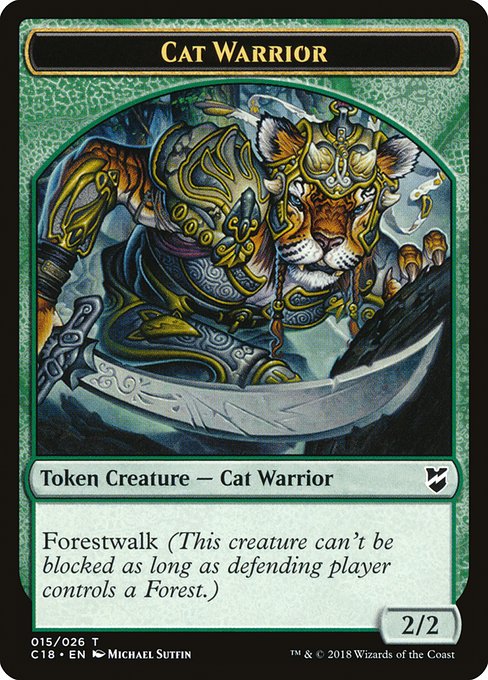 Cat Warrior
Token Creature — Cat Warrior
Forestwalk (This creature can't be
blocked as long as defending player
controls a Forest.)
2/2
015/026 T
C18 • EN Michael Sutfin
™ & © 2018 Wizards of the Coast